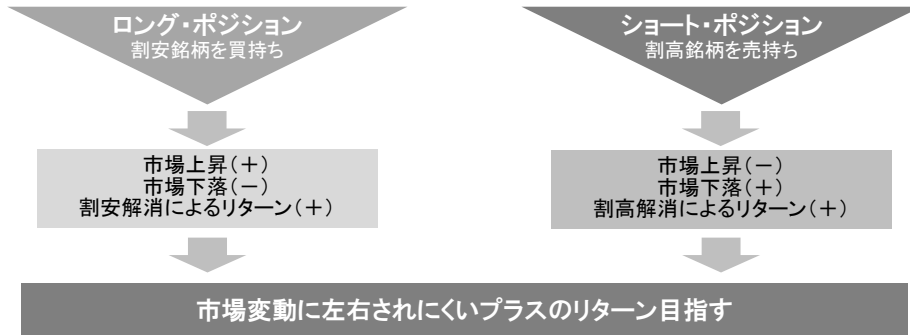 ロング・ポジション
割安銘柄を買持ち
市場上昇(＋)
市場下落(－)
割安解消によるリターン(＋)
ショート・ポジション
割高銘柄を売持ち
市場上昇(－)
市場下落(＋)
割高解消によるリターン(＋)
市場変動に左右されにくいプラスのリターン目指す